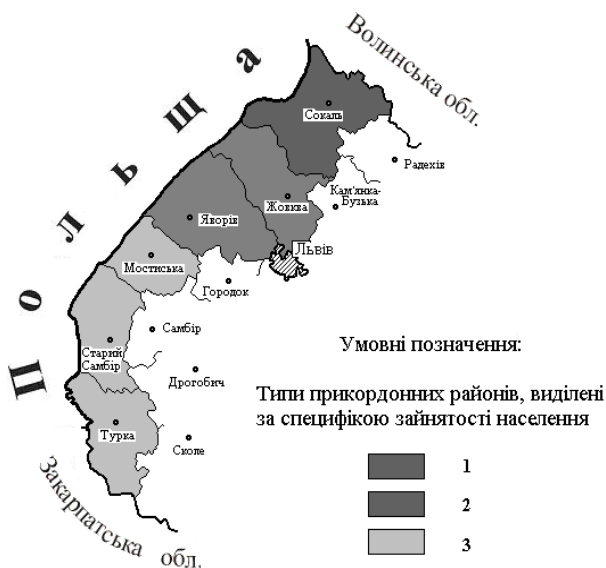 Польща
Волинська обл.
Сокаль
Радехів
Кам'янка-
Бузька
Жовква
Яворів
Львів
Мостиська
Городок
Самбір
Старий
Самбір
Дрогобич
Турка
Сколе
Закарпатська обл.
Умовні позначення:
Типи прикордонних районів, виділені
за специфікою зайнятості населення
1
2
3